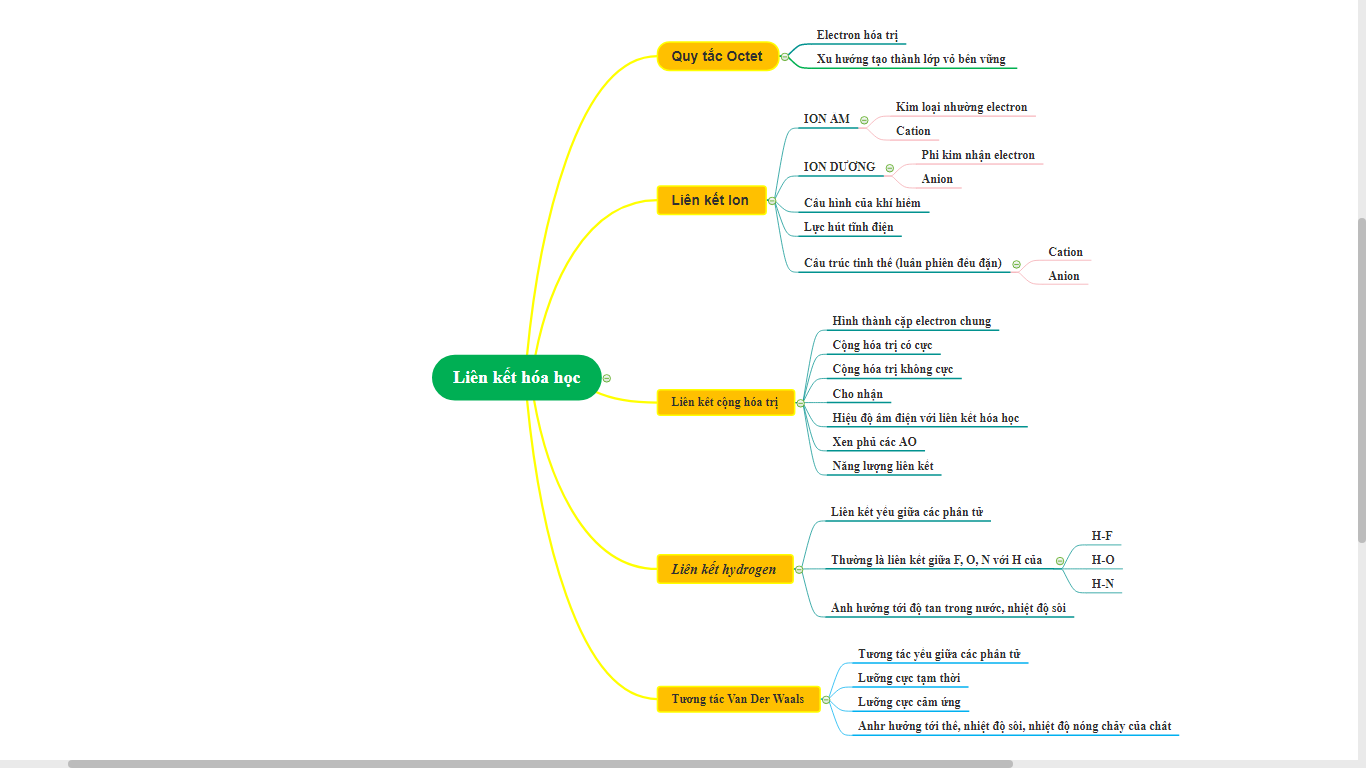 Liên kết hóa học
Quy tắc Octet
Electron hóa trị
Xu hướng tạo thành lớp vỏ bền vững
Liên kết Ion
ION ÂM
Kim loại nhường electron
Cation
ION DƯƠNG
Phi kim nhận electron
Anion
Cấu hình của khí hiếm
Lực hút tĩnh điện
Cấu trúc tinh thể (luân phiên đều đặn)
Cation
Anion
Liên kết cộng hóa trị
Hình thành cặp electron chung
Cộng hóa trị có cực
Cộng hóa trị không cực
Cho nhận
Hiệu độ âm điện với liên kết hóa học
Xen phủ các AO
Năng lượng liên kết
Liên kết hydrogen
Liên kết yếu giữa các phân tử
Thường là liên kết giữa F, O, N với H của
H-F
H-O
H-N
Ảnh hưởng tới độ tan trong nước, nhiệt độ sôi
Tương tác Van Der Waals
Tương tác yếu giữa các phân tử
Lưỡng cực tạm thời
Lưỡng cực cảm ứng
Anhr hưởng tới thể, nhiệt độ sôi, nhiệt độ nóng chảy của chất